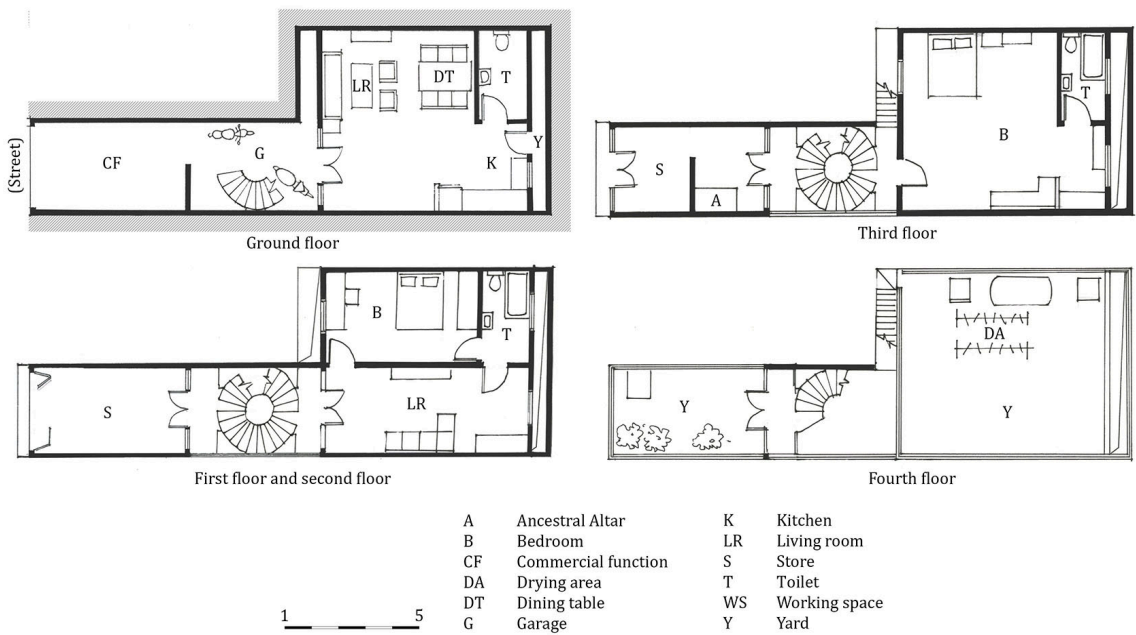 (Street)
CF
G
LR
DT
T
K
Y
Ground floor
S
A
B
T
Third floor
S
B
T
LR
First floor and second floor
Y
DA
Y
Fourth floor
A Ancestral Altar
B Bedroom
CF Commercial function
DA Drying area
DT Dining table
G Garage
K Kitchen
LR Living room
S Store
T Toilet
WS Working space
Y Yard
1 5